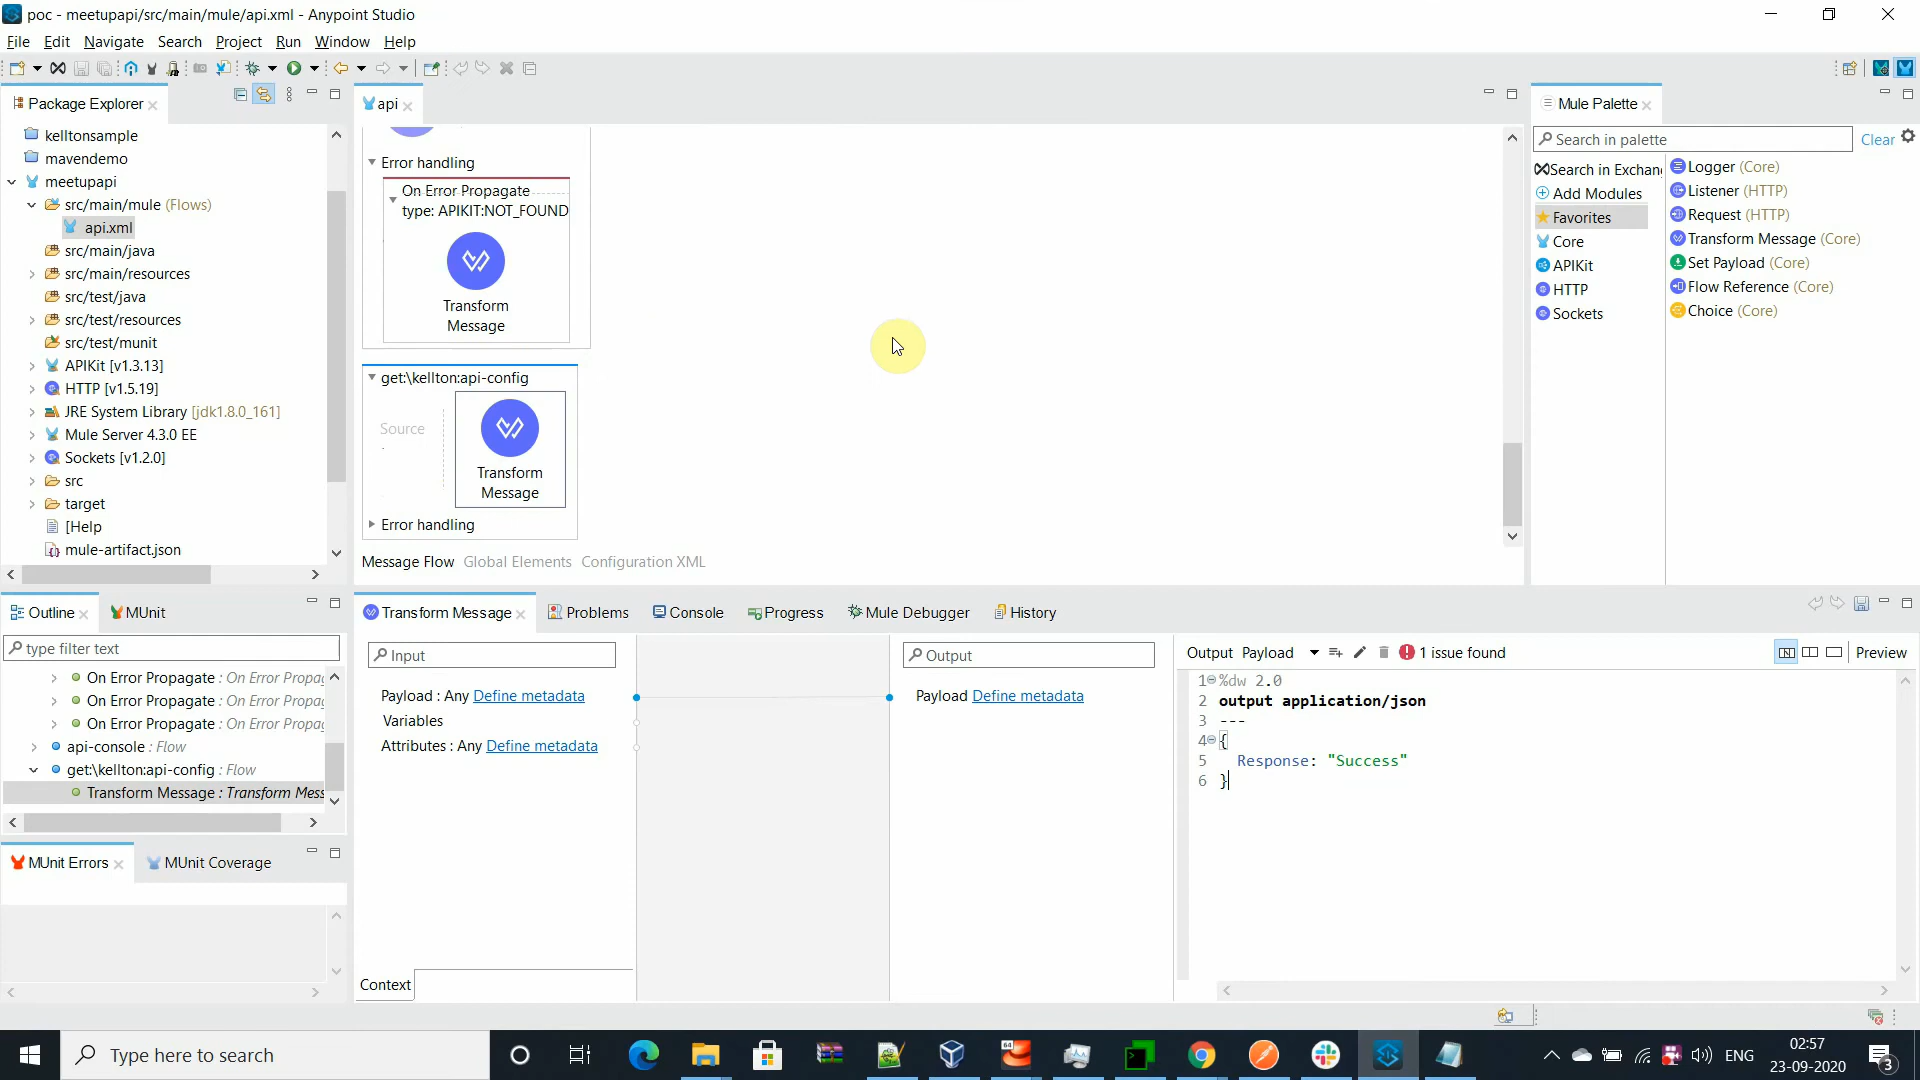 poc - meetupapi/src/main/mule/api.xml - Anypoint Studio
File Edit Navigate Search Project Run Window Help
Package Explorer
kelltonsample
mavendemo
meetupapi
src/main/mule (Flows)
api.xml
src/main/java
src/main/resources
src/test/java
src/test/resources
src/test/munit
APIKit [v1.3.13]
HTTP [v1.5.19]
JRE System Library [jdk1.8.0_161]
Mule Server 4.3.0 EE
Sockets [v1.2.0]
src
target
[Help
mule-artifact.json
api
Error handling
On Error Propagate
type: APIKIT:NOT_FOUND
Transform
Message
get:\kellton:api-config
Source
Transform
Message
Error handling
Message Flow Global Elements Configuration XML
Mule Palette
Search in palette
Clear
Search in Exchan
Add Modules
Favorites
Core
APIKit
HTTP
Sockets
Logger (Core)
Listener (HTTP)
Request (HTTP)
Transform Message (Core)
Set Payload (Core)
Flow Reference (Core)
Choice (Core)
Outline MUnit
type filter text
On Error Propagate : On Error Propag
On Error Propagate : On Error Propag
On Error Propagate : On Error Propag
api-console : Flow
get:\kellton:api-config : Flow
Transform Message : Transform Mess
MUnit Errors MUnit Coverage
Transform Message Problems Console Progress Mule Debugger History
Input
Payload : Any Define metadata
Variables
Attributes : Any Define metadata
Context
Output
Payload Define metadata
Output Payload 1 issue found Preview
1 %dw 2.0
2 output application/json
3 ---
4 {
5 Response: "Success"
6 }
Type here to search
64
ENG
02:57
23-09-2020
3